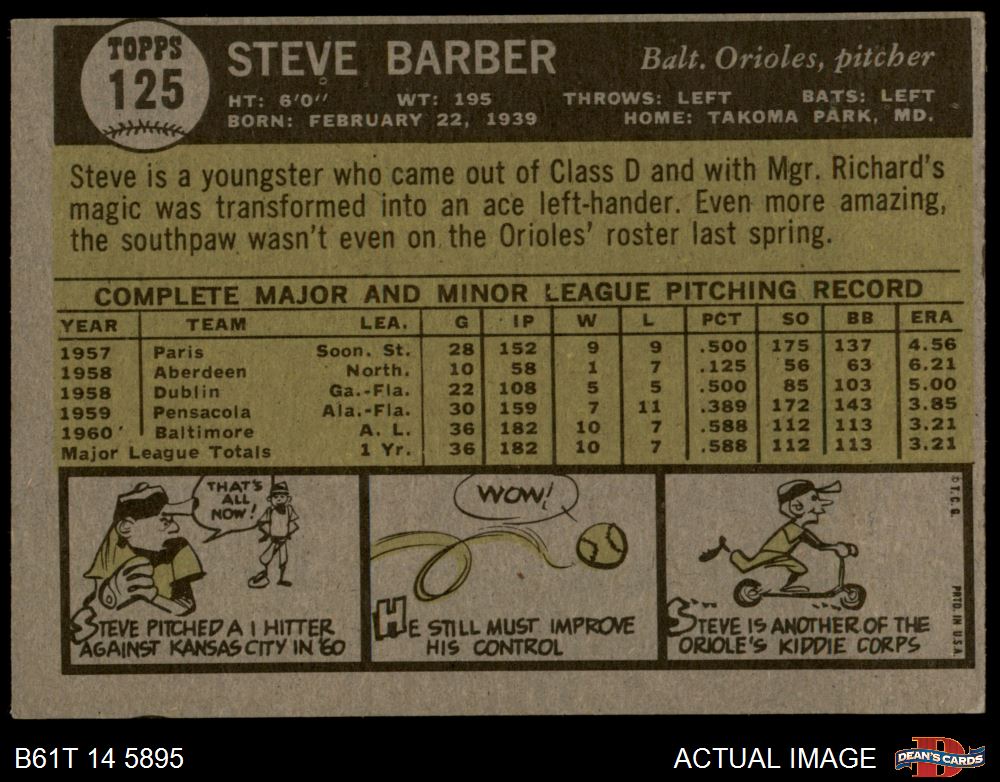 TOPPS
125
STEVE BARBER
Balt. Orioles, pitcher
HT: 6'0" WT: 195 THROWS: LEFT BATS: LEFT
BORN: FEBRUARY 22, 1939 HOME: TAKOMA PARK, MD.
Steve is a youngster who came out of Class D and with Mgr. Richard's
magic was transformed into an ace left-hander. Even more amazing,
the southpaw wasn't even on the Orioles' roster last spring.
COMPLETE MAJOR AND MINOR LEAGUE PITCHING RECORD
YEAR TEAM LEA. G IP W L PCT SO BB ERA
1957 Paris Soon. St. 28 152 9 9 .500 175 137 4.56
1958 Aberdeen North. 10 58 1 7 .125 56 63 6.21
1958 Dublin Ga.-Fla. 22 108 5 5 .500 85 103 5.00
1959 Pensacola Ala.-Fla. 30 159 7 11 .389 172 143 3.85
1960 Baltimore A. L. 36 182 10 7 .588 112 113 3.21
Major League Totals 1 Yr. 36 182 10 7 .588 112 113 3.21
THAT'S
ALL
NOW!
STEVE PITCHED A 1 HITTER
AGAINST KANSAS CITY IN '60
WOW!
HE STILL MUST IMPROVE
HIS CONTROL
STEVE IS ANOTHER OF THE
ORIOLE'S KIDDIE CORPS
© T. C. G.
PRTD. IN U.S.A.
B61T 14 5895
ACTUAL IMAGE
D
DEAN'S CARDS